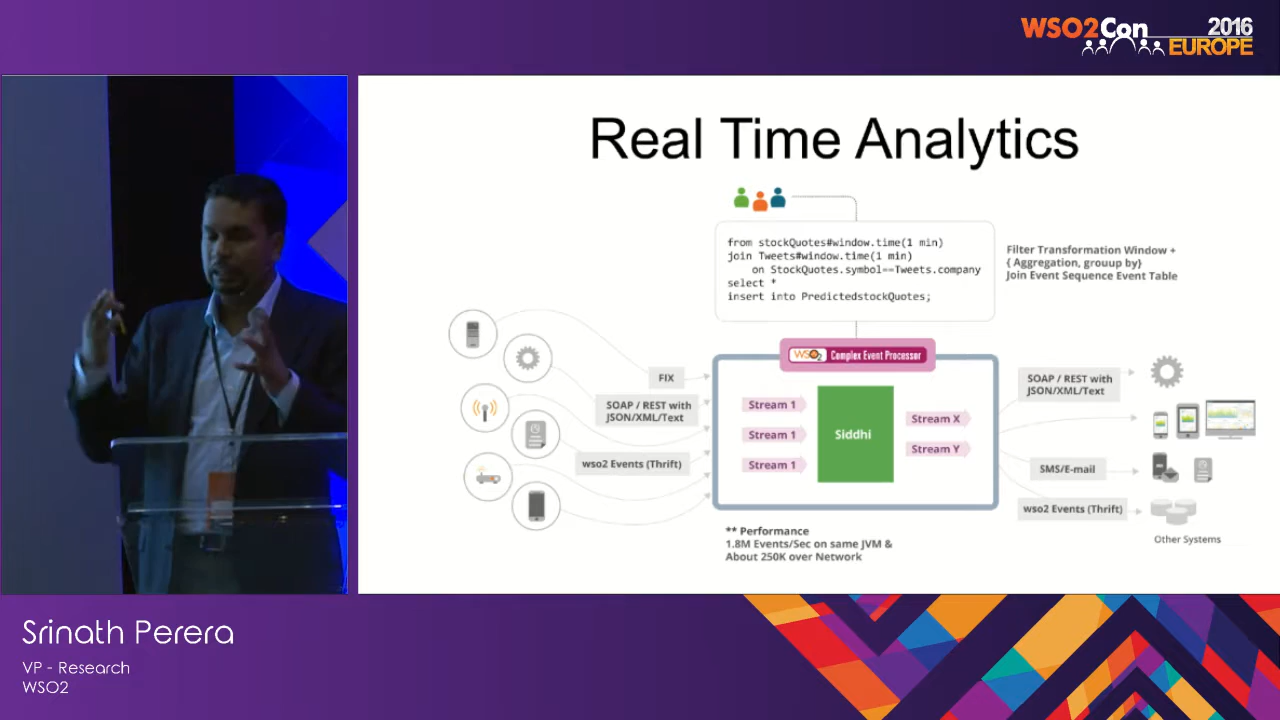 WSO2Con 2016
EUROPE
Real Time Analytics
from stockQuotes#window.time(1 min)
join Tweets#window.time(1 min)
on StockQuotes.symbol==Tweets.company
select *
insert into PredictedstockQuotes;
Filter Transformation Window +
{ Aggregation, grouup by}
Join Event Sequence Event Table
WSO2 Complex Event Processor
FIX
SOAP / REST with
JSON/XML/Text
wso2 Events (Thrift)
Stream 1
Stream 1
Stream 1
Siddhi
Stream X
Stream Y
SOAP / REST with
JSON/XML/Text
SMS/E-mail
wso2 Events (Thrift)
Other Systems
** Performance
1.8M Events/Sec on same JVM &
About 250K over Network
Srinath Perera
VP - Research
WSO2